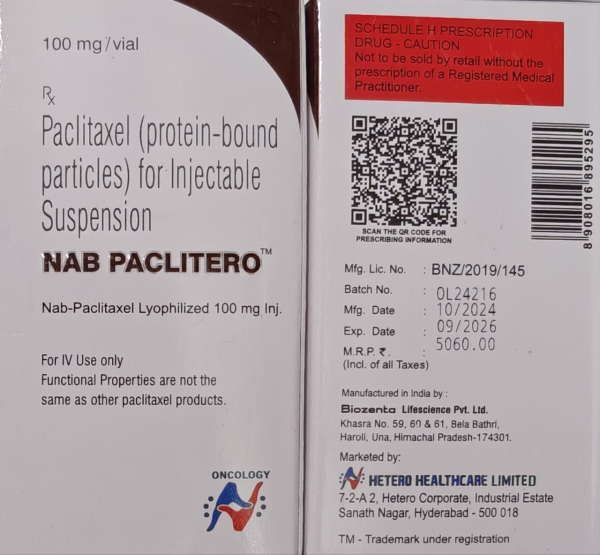 100 mg/vial
Rx
Paclitaxel (protein-bound
particles) for Injectable
Suspension
NAB PACLITERO™
Nab-Paclitaxel Lyophilized 100 mg Inj.
For IV Use only
Functional Properties are not the
same as other paclitaxel products.
ONCOLOGY
SCHEDULE H PRESCRIPTION
DRUG - CAUTION
Not to be sold by retail without the
prescription of a Registered Medical
Practitioner.
SCAN THE QR CODE FOR
PRESCRIBING INFORMATION
8 908016 895295
Mfg. Lic. No. : BNZ/2019/145
Batch No. : OL24216
Mfg. Date : 10/2024
Exp. Date : 09/2026
M.R.P. ₹. : 5060.00
(Incl. of all Taxes)
Manufactured in India by :
Biozenta Lifescience Pvt. Ltd.
Khasra No. 59, 60 & 61, Bela Bathri,
Haroli, Una, Himachal Pradesh-174301.
Marketed by:
HETERO HEALTHCARE LIMITED
7-2-A 2, Hetero Corporate, Industrial Estate
Sanath Nagar, Hyderabad - 500 018
TM - Trademark under registration